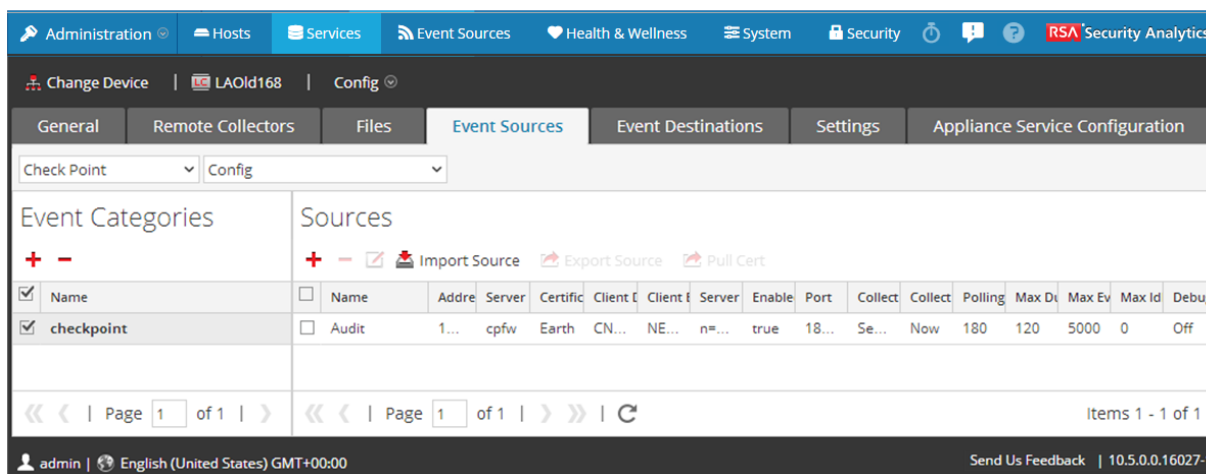 Administration Hosts Services Event Sources Health & Wellness System Security RSA Security Analytics
Change Device | LC LAOld168 | Config
General Remote Collectors Files Event Sources Event Destinations Settings Appliance Service Configuration
Check Point Config
Event Categories Sources
Import Source Export Source Pull Cert
Name Name Addre Server Certific Client D Client E Server Enable Port Collect Collect Polling Max Du Max Ev Max Id Debu
checkpoint Audit 1... cpfw Earth CN... NE... n=... true 18... Se... Now 180 120 5000 0 Off
| Page 1 of 1 | | Page 1 of 1 | | Items 1 - 1 of 1
admin | English (United States) GMT+00:00 Send Us Feedback | 10.5.0.0.16027-